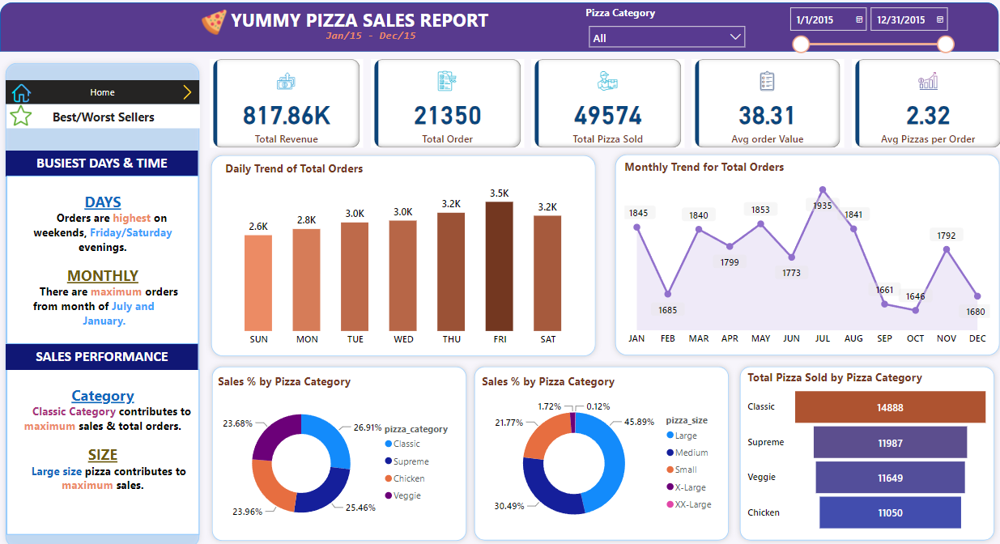 YUMMY PIZZA SALES REPORT
Jan/15 - Dec/15
Pizza Category
All
1/1/2015
12/31/2015
Home
Best/Worst Sellers
BUSIEST DAYS & TIME
DAYS
Orders are highest on
weekends, Friday/Saturday
evenings.
MONTHLY
There are maximum orders
from month of July and
January.
SALES PERFORMANCE
Category
Classic Category contributes to
maximum sales & total orders.
SIZE
Large size pizza contributes to
maximum sales.
817.86K
Total Revenue
21350
Total Order
49574
Total Pizza Sold
38.31
Avg order Value
2.32
Avg Pizzas per Order
Daily Trend of Total Orders
2.6K
2.8K
3.0K
3.0K
3.2K
3.5K
3.2K
SUN MON TUE WED THU FRI SAT
Monthly Trend for Total Orders
1845
1685
1840
1799
1853
1773
1935
1841
1661
1646
1792
1680
JAN FEB MAR APR MAY JUN JUL AUG SEP OCT NOV DEC
Sales % by Pizza Category
23.68%
26.91%
23.96%
25.46%
pizza_category
Classic
Supreme
Chicken
Veggie
Sales % by Pizza Category
1.72%
0.12%
21.77%
45.89%
30.49%
pizza_size
Large
Medium
Small
X-Large
XX-Large
Total Pizza Sold by Pizza Category
Classic 14888
Supreme 11987
Veggie 11649
Chicken 11050